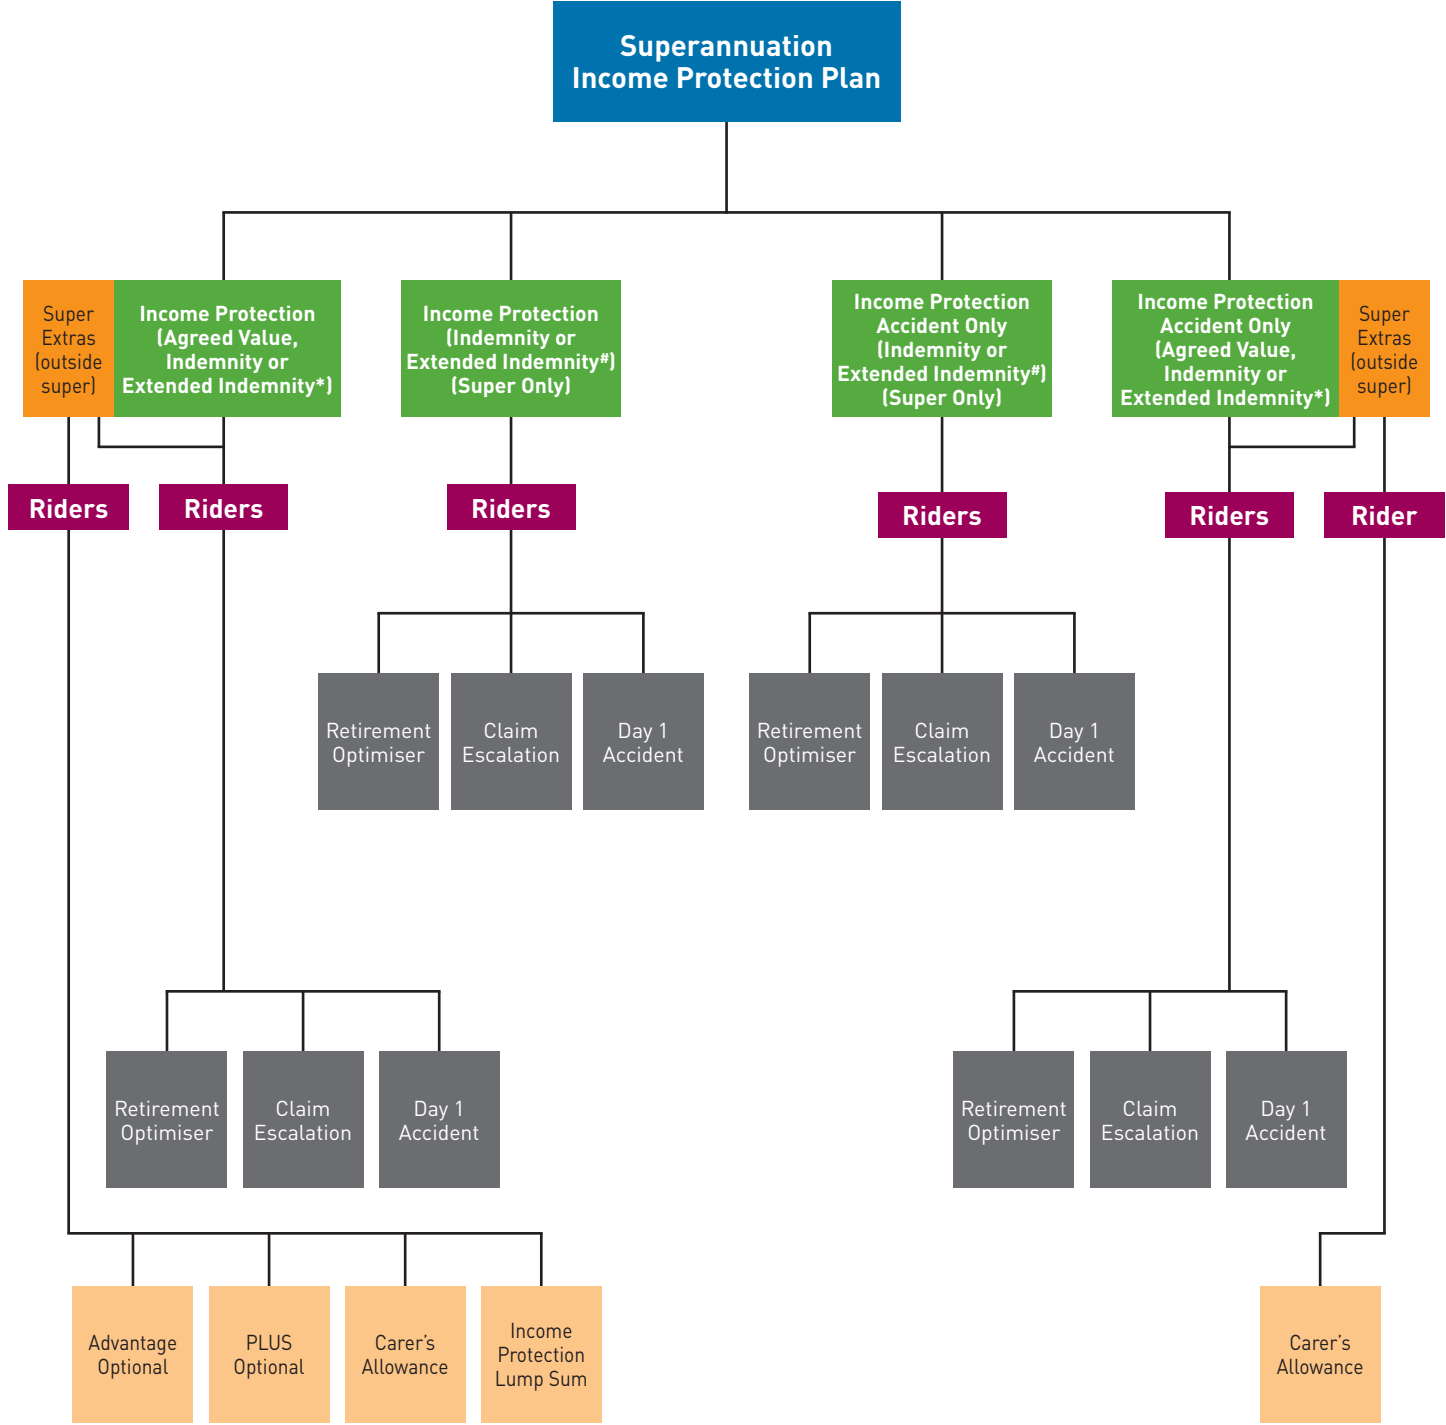 Superannuation
Income Protection Plan
Super
Extras
(outside
super)
Income Protection
(Agreed Value,
Indemnity or
Extended Indemnity*)
Income Protection
(Indemnity or
Extended Indemnity#)
(Super Only)
Income Protection
Accident Only
(Indemnity or
Extended Indemnity#)
(Super Only)
Income Protection
Accident Only
(Agreed Value,
Indemnity or
Extended Indemnity*)
Super
Extras
(outside
super)
Riders
Riders
Riders
Riders
Riders
Rider
Retirement
Optimiser
Claim
Escalation
Day 1
Accident
Retirement
Optimiser
Claim
Escalation
Day 1
Accident
Retirement
Optimiser
Claim
Escalation
Day 1
Accident
Retirement
Optimiser
Claim
Escalation
Day 1
Accident
Advantage
Optional
PLUS
Optional
Carer’s
Allowance
Income
Protection
Lump Sum
Carer’s
Allowance